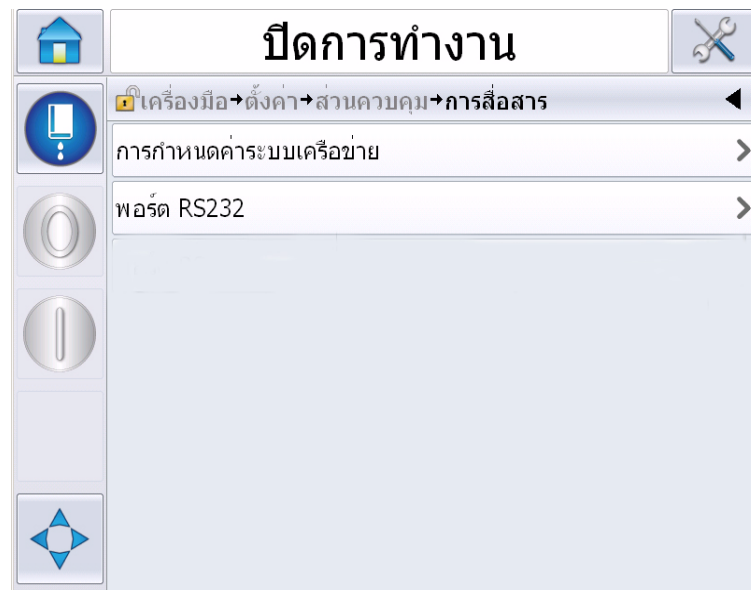 ปิดการทำงาน
เครื่องมือ→ตั้งค่า→ส่วนควบคุม→การสื่อสาร
การกำหนดค่าระบบเครือข่าย
พอร์ต RS232